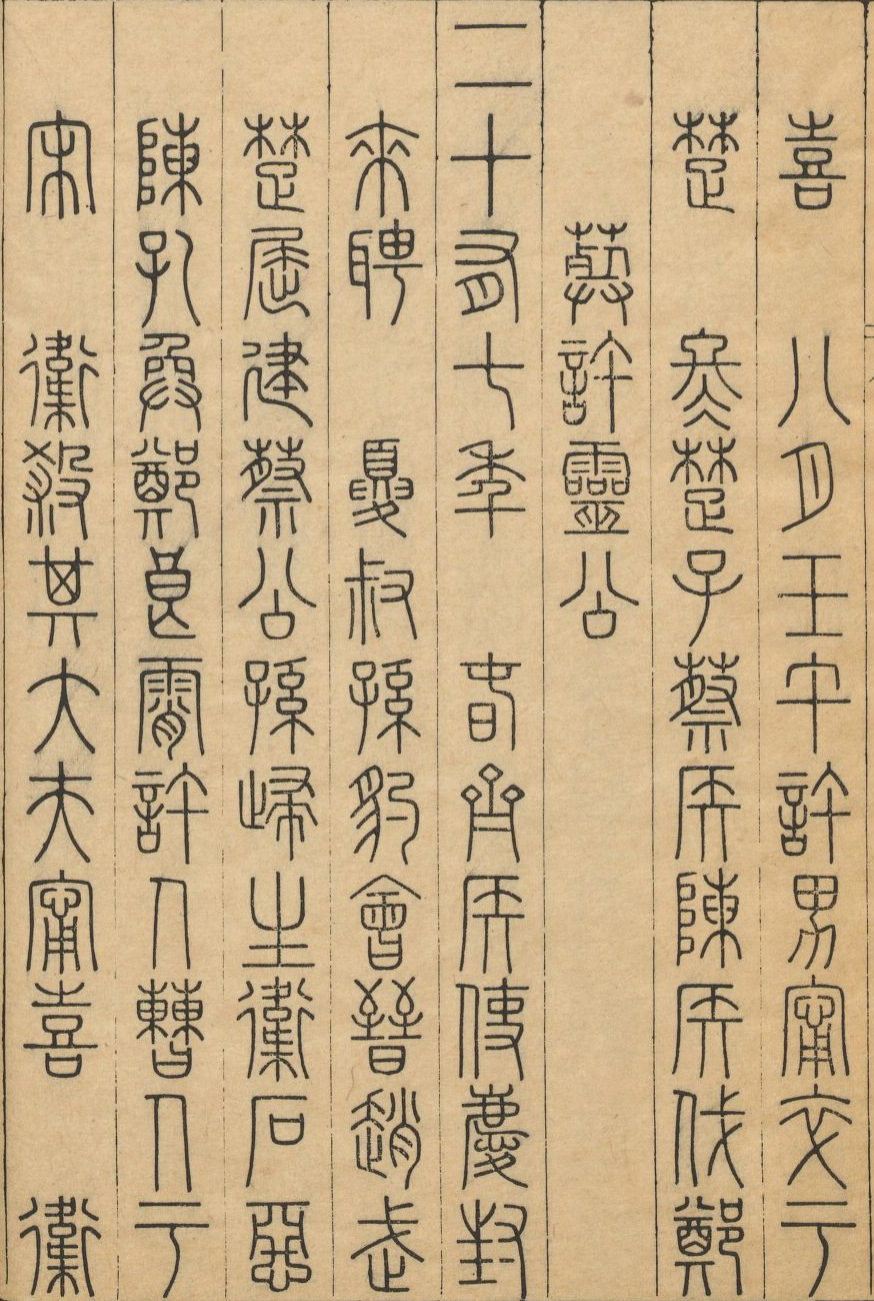 喜　八月壬午許男甯卒于
楚　冬楚子蔡侯陳侯伐鄭
葬許靈公
二十有七年　春齊侯使慶封
來聘　夏叔孫豹會晉趙武
楚屈建蔡公孫歸生衛石惡
陳孔奐鄭良霄許人曹人于
宋　衛殺其大夫甯喜　衛